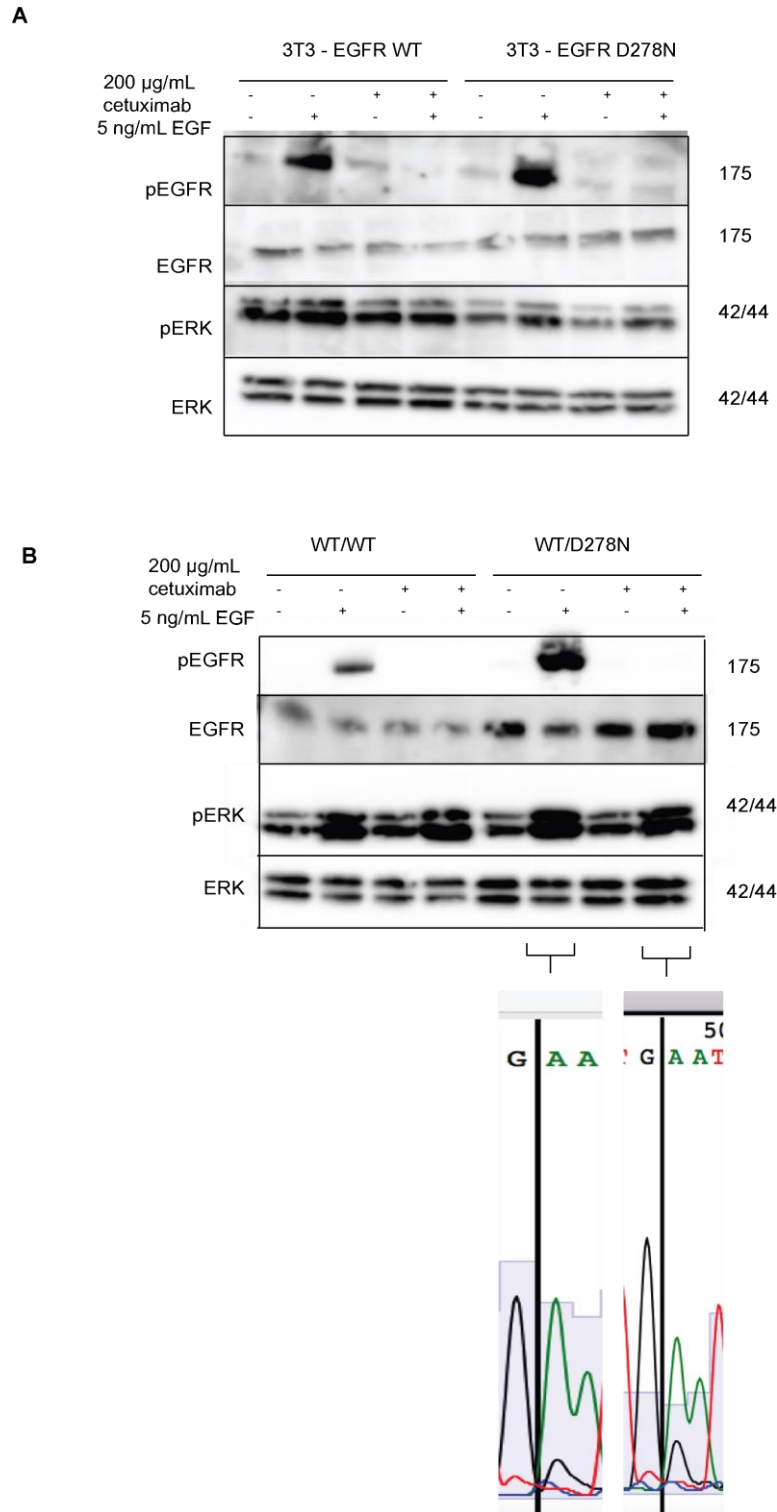 A
3T3 - EGFR WT 3T3 - EGFR D278N
200 µg/mL
cetuximab - - + + - - + +
5 ng/mL EGF - + - + - + - +
pEGFR 175
EGFR 175
pERK 42/44
ERK 42/44
B
WT/WT WT/D278N
200 µg/mL
cetuximab - - + + - - + +
5 ng/mL EGF - + - + - + - +
pEGFR 175
EGFR 175
pERK 42/44
ERK 42/44
G A A
G A A T